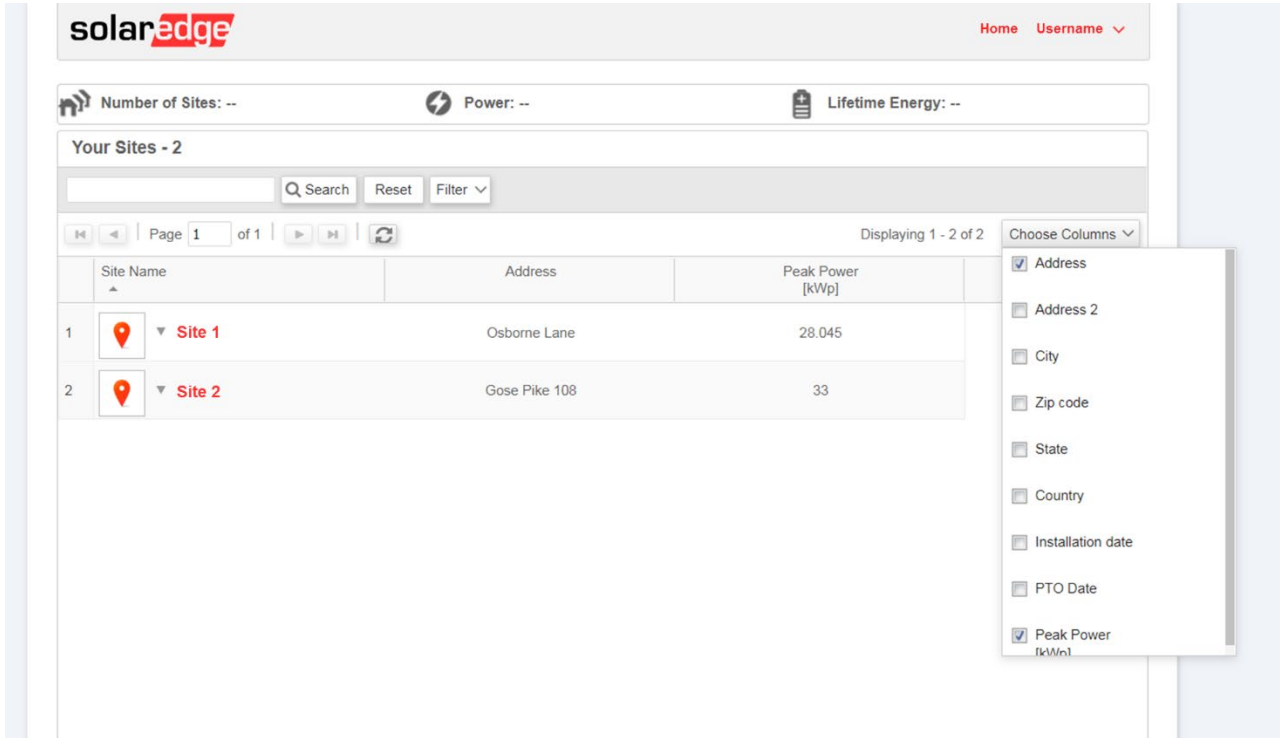 solaredge
Home Username
Number of Sites: -- Power: -- Lifetime Energy: --
Your Sites - 2
Search Reset Filter
Page 1 of 1 Displaying 1 - 2 of 2 Choose Columns
Site Name Address Peak Power
[kWp]
1 Site 1 Osborne Lane 28.045
2 Site 2 Gose Pike 108 33
Address
Address 2
City
Zip code
State
Country
Installation date
PTO Date
Peak Power
[kWp]